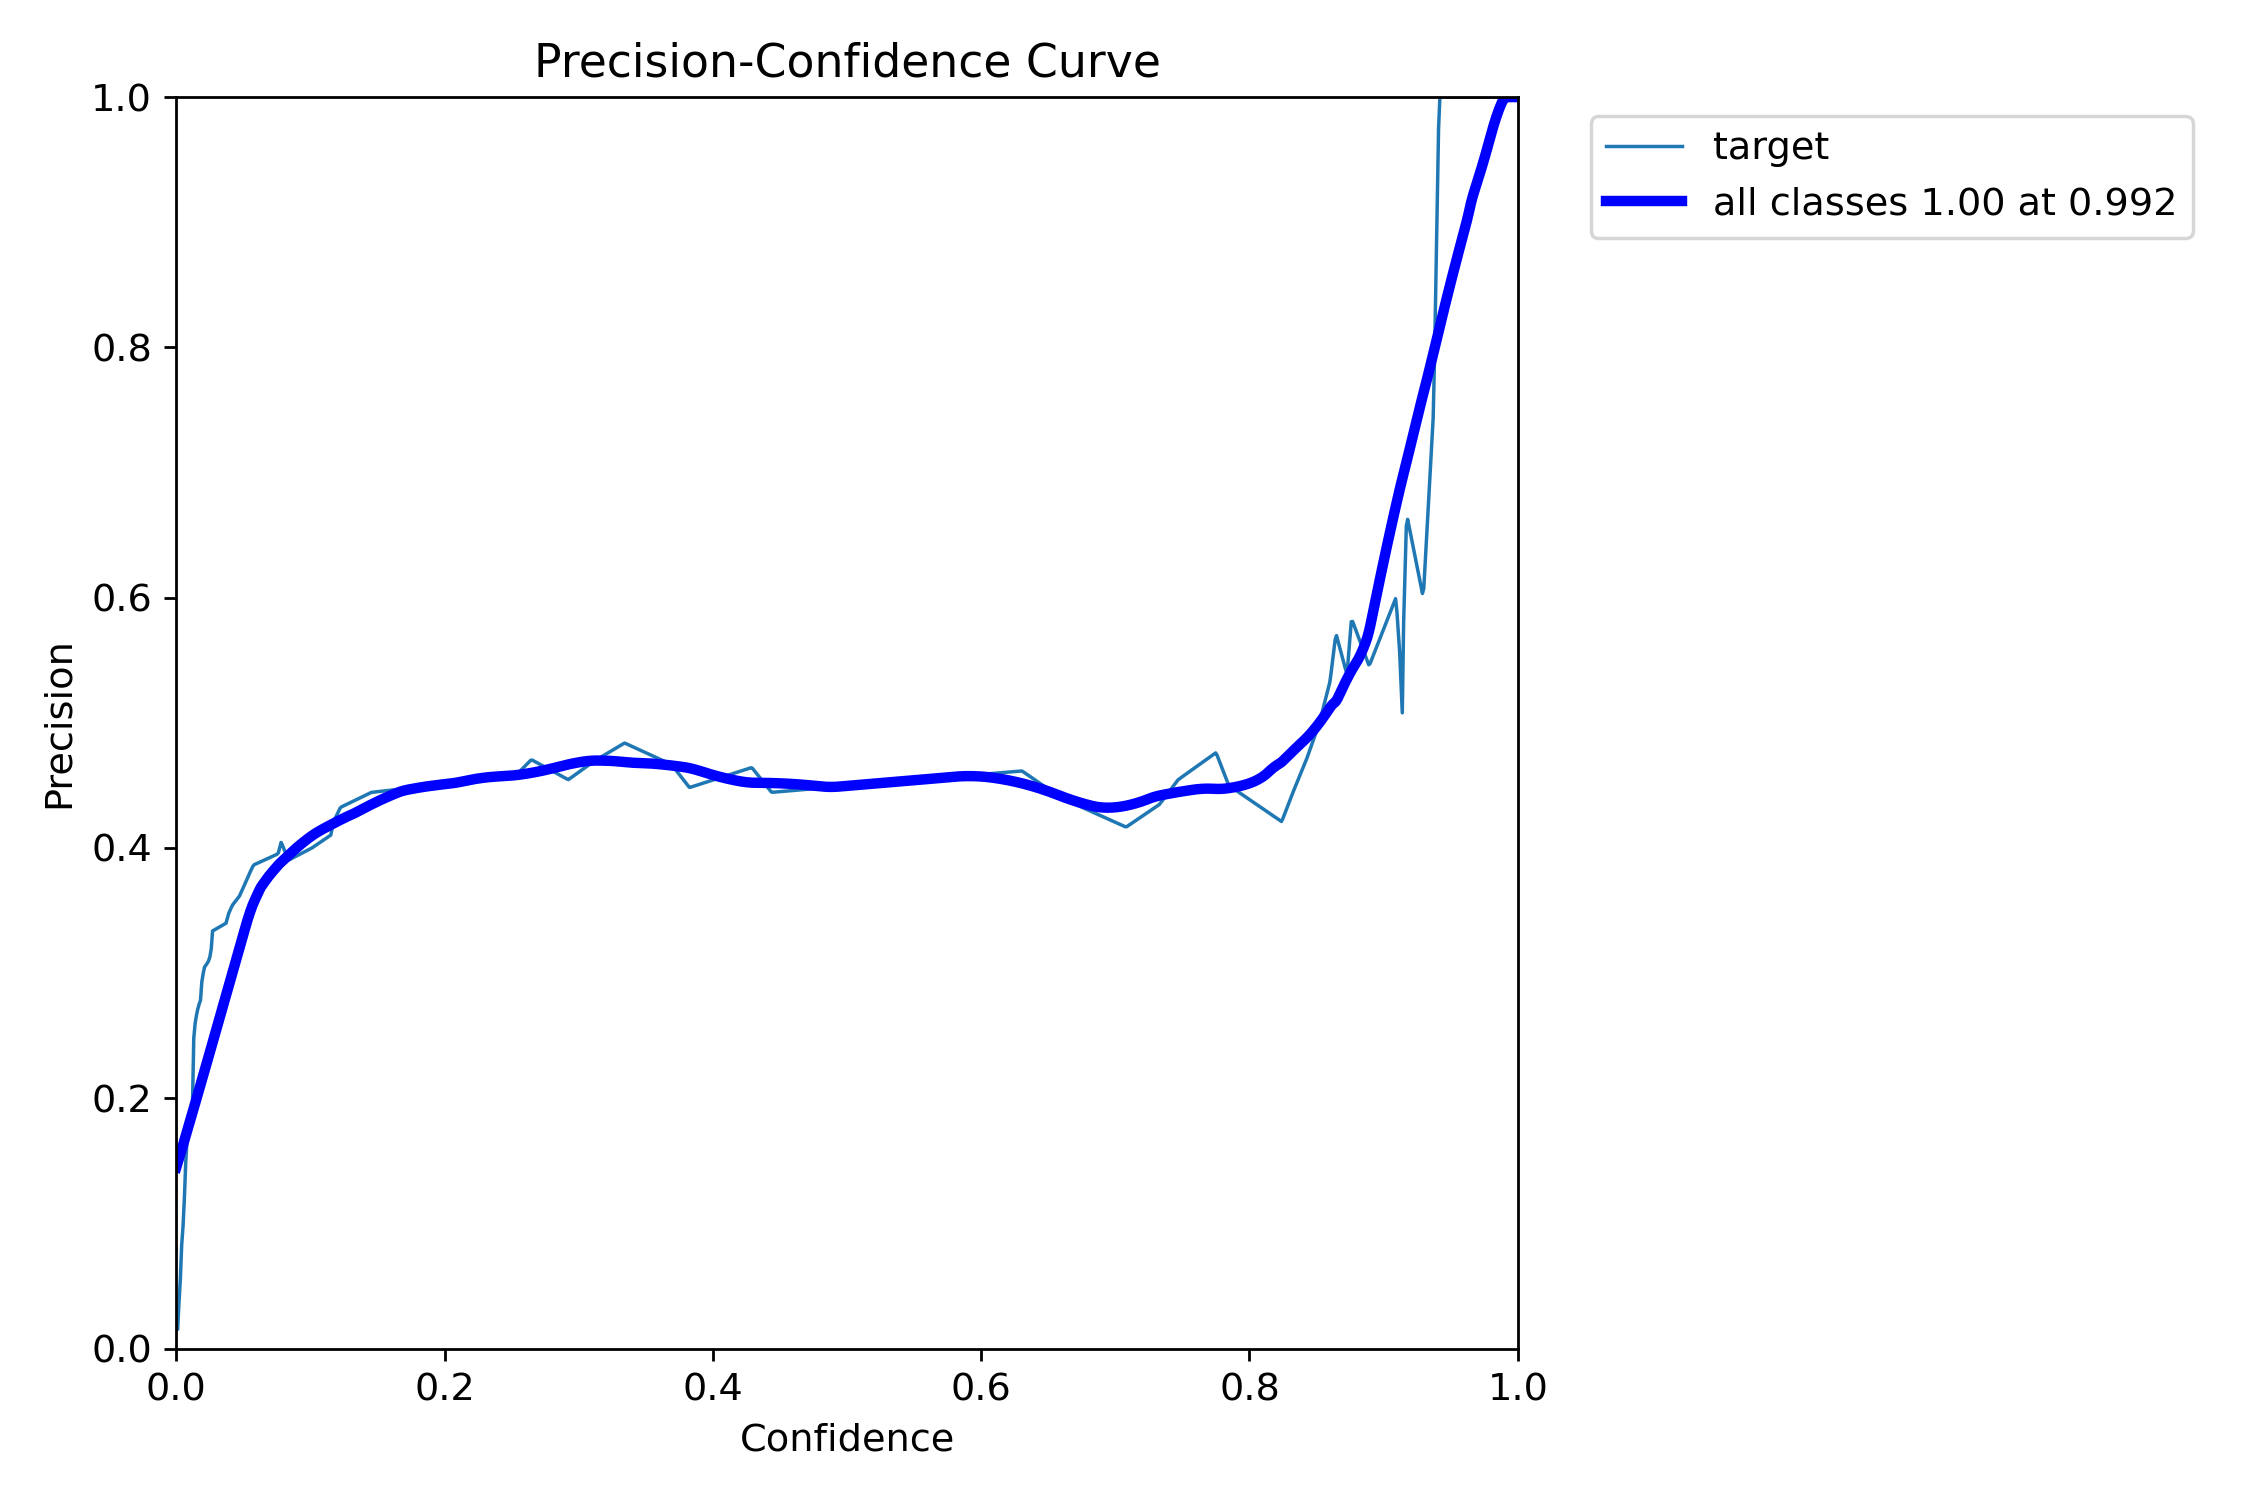 Precision-Confidence Curve
1.0
0.8
0.6
0.4
0.2
0.0
Precision
0.0 0.2 0.4 0.6 0.8 1.0
Confidence
target
all classes 1.00 at 0.992